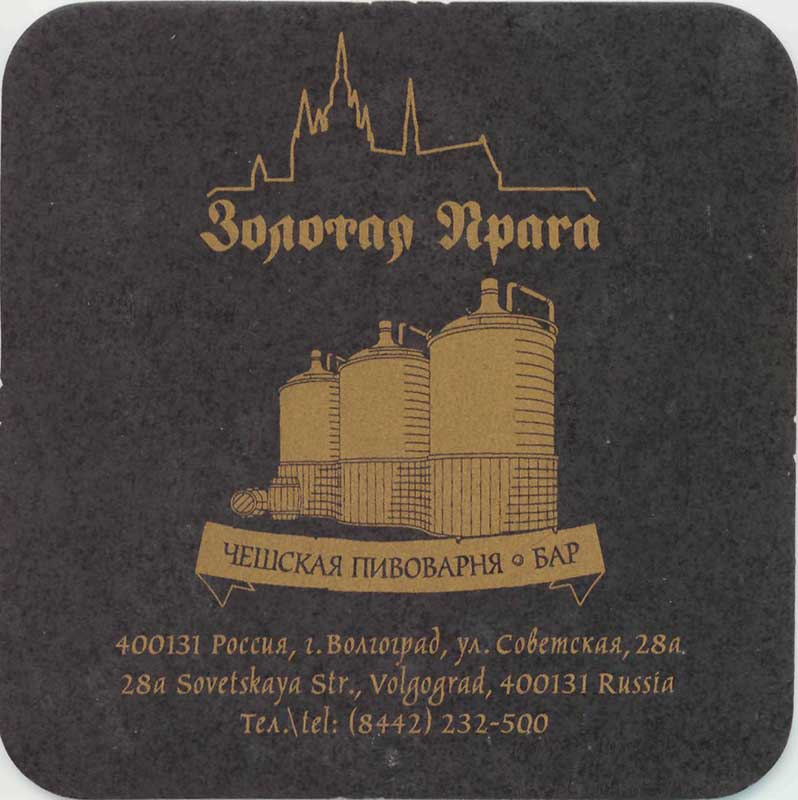 Золотая Прага
ЧЕШСКАЯ ПИВОВАРНЯ • БАР
400131 Россия, г. Волгоград, ул. Советская, 28а.
28a Sovetskaya Str., Volgograd, 400131 Russia
Тел.\tel: (8442) 232-500